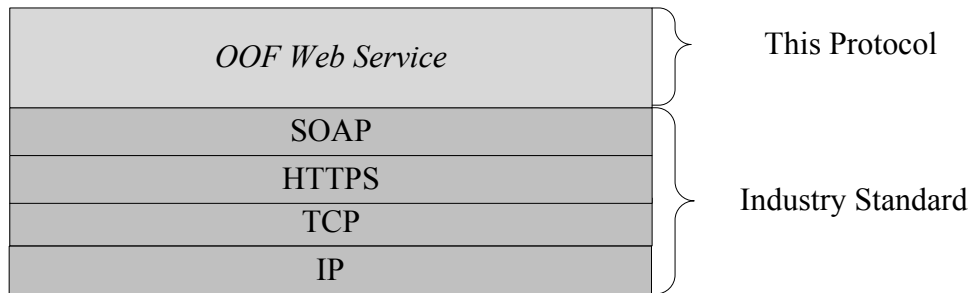 OOF Web Service
This Protocol
SOAP
HTTPS
TCP
IP
Industry Standard